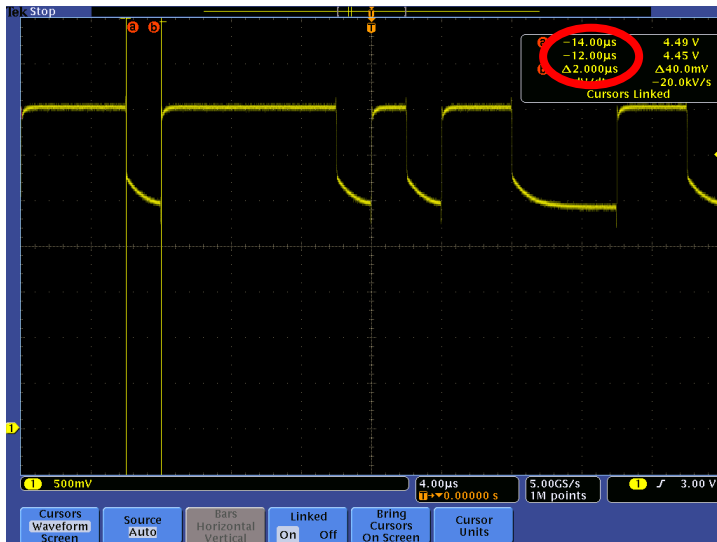 Tek Stop
T
a b T
a -14.00µs 4.49 V
-12.00µs 4.45 V
b Δ2.000µs Δ40.0mV
-20.0kV/s
Cursors Linked
1
1 500mV
4.00µs
T→▼0.00000 s
5.00GS/s
1M points
1 ∫ 3.00 V
Cursors
Waveform
Screen
Source
Auto
Bars
Horizontal
Vertical
Linked
On Off
Bring
Cursors
On Screen
Cursor
Units